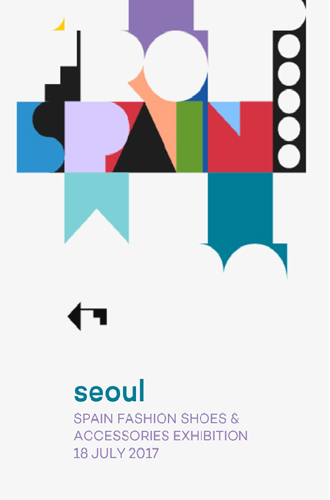 SPAIN
seoul
SPAIN FASHION SHOES &
ACCESSORIES EXHIBITION
18 JULY 2017